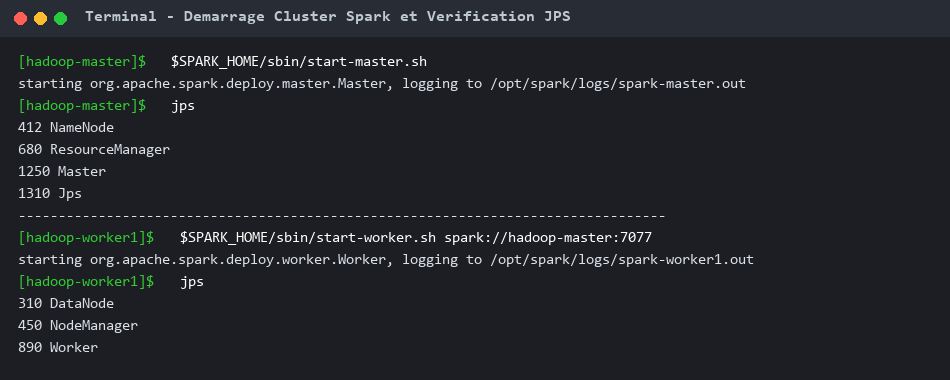 Terminal - Demarrage Cluster Spark et Verification JPS
[hadoop-master]$ $SPARK_HOME/sbin/start-master.sh
starting org.apache.spark.deploy.master.Master, logging to /opt/spark/logs/spark-master.out
[hadoop-master]$ jps
412 NameNode
680 ResourceManager
1250 Master
1310 Jps
---------------------------------------------------------------------------------
[hadoop-worker1]$ $SPARK_HOME/sbin/start-worker.sh spark://hadoop-master:7077
starting org.apache.spark.deploy.worker.Worker, logging to /opt/spark/logs/spark-worker1.out
[hadoop-worker1]$ jps
310 DataNode
450 NodeManager
890 Worker